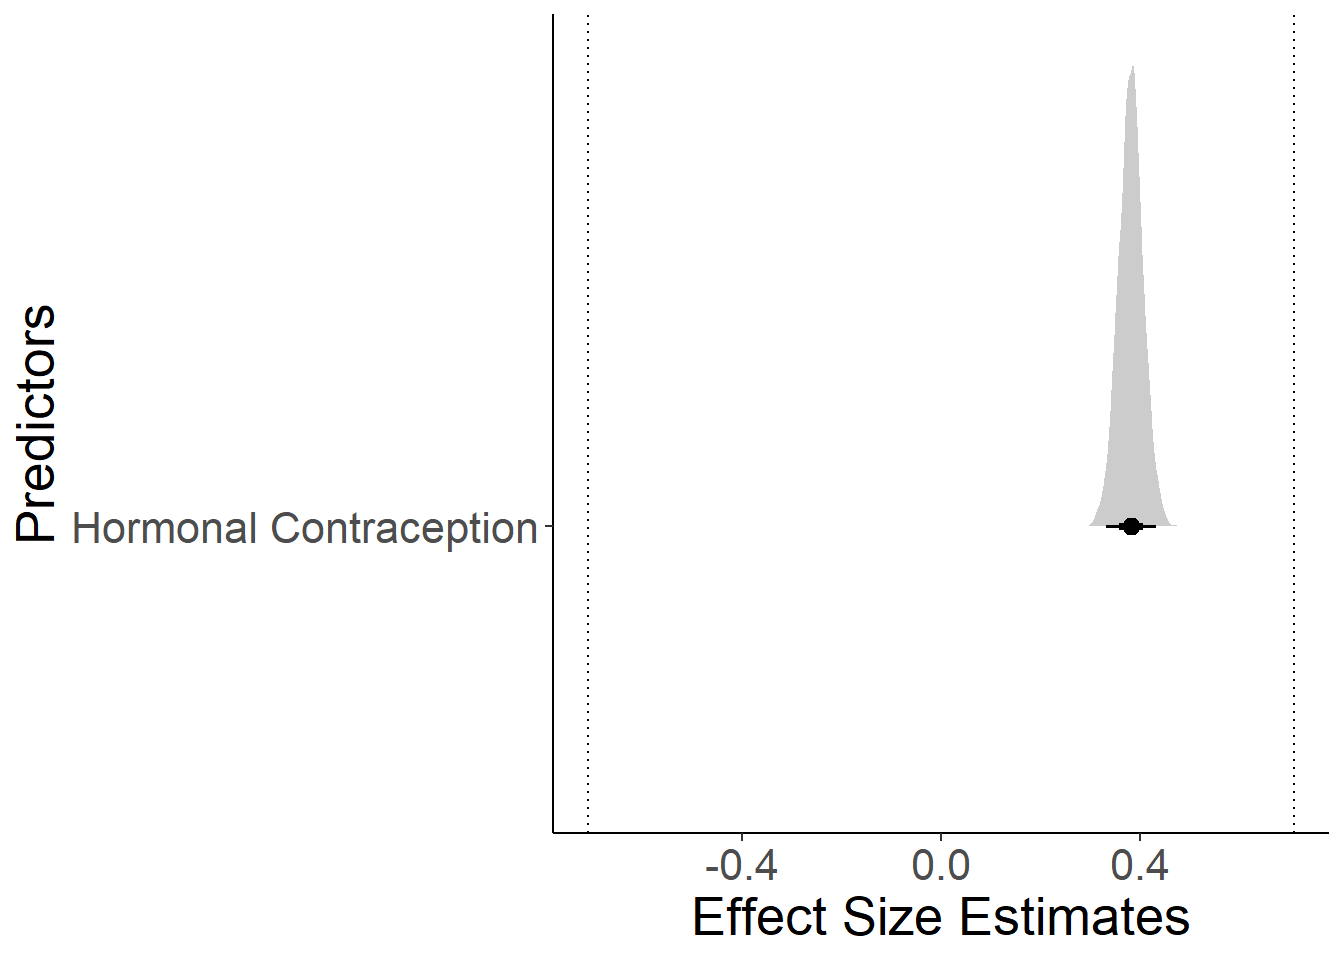 Predictors
Hormonal Contraception
-0.4
0.0
0.4
Effect Size Estimates